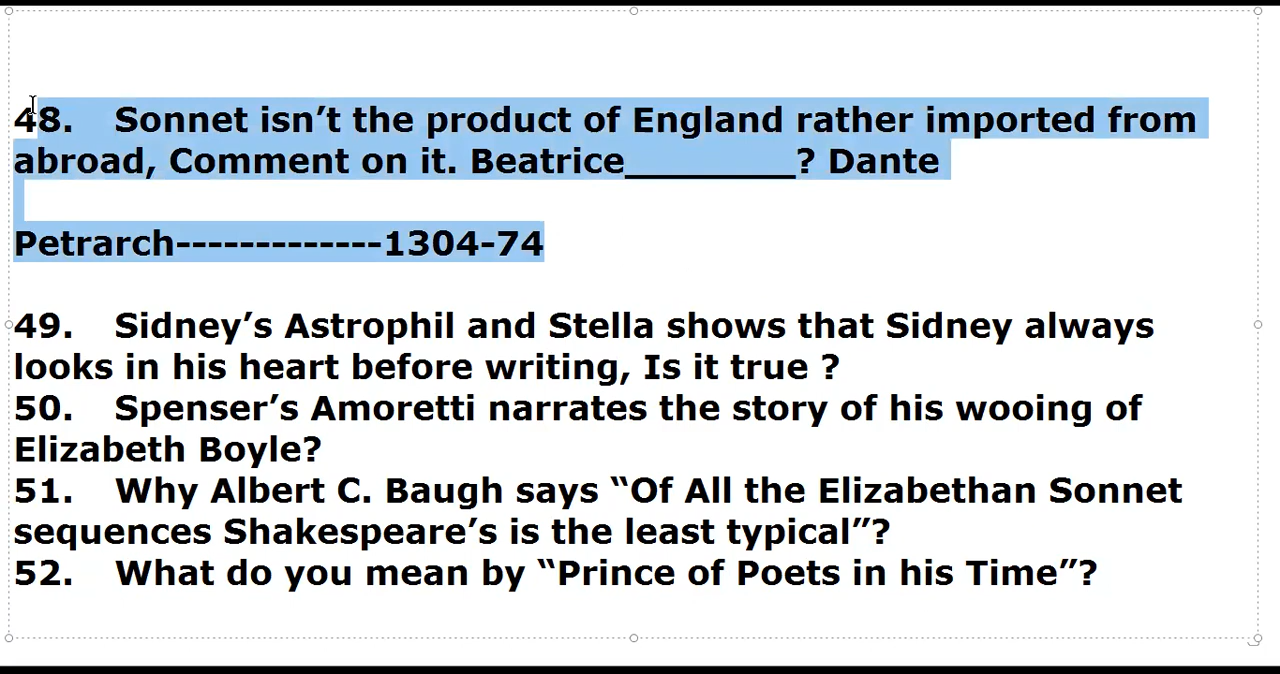 48. Sonnet isn’t the product of England rather imported from
abroad, Comment on it. Beatrice________? Dante
Petrarch-------------1304-74
49. Sidney’s Astrophil and Stella shows that Sidney always
looks in his heart before writing, Is it true ?
50. Spenser’s Amoretti narrates the story of his wooing of
Elizabeth Boyle?
51. Why Albert C. Baugh says “Of All the Elizabethan Sonnet
sequences Shakespeare’s is the least typical”?
52. What do you mean by “Prince of Poets in his Time”?